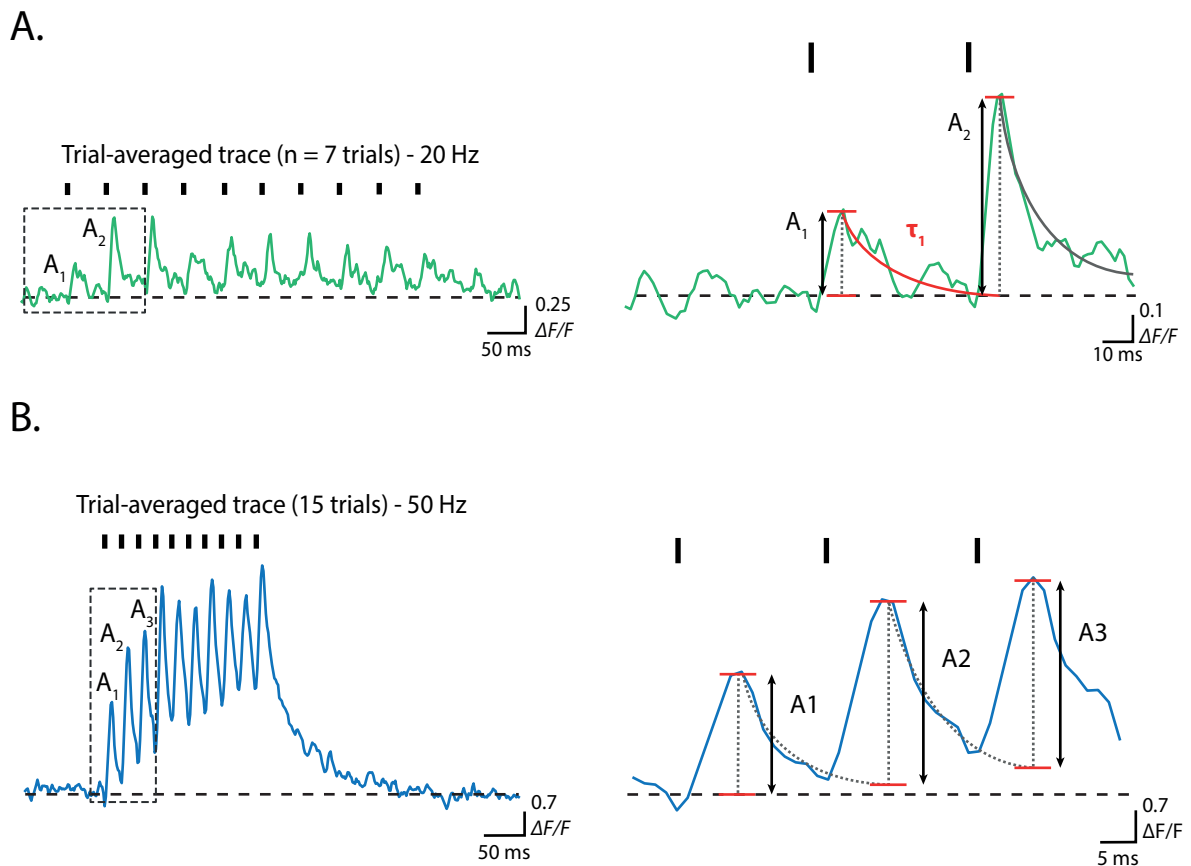 A.
Trial-averaged trace (n = 7 trials) - 20 Hz
A₁
A₂
0.25
ΔF/F
50 ms
A₁
τ₁
A₂
0.1
ΔF/F
10 ms
B.
Trial-averaged trace (15 trials) - 50 Hz
A₁
A₂
A₃
0.7
ΔF/F
50 ms
A1
A2
A3
0.7
ΔF/F
5 ms